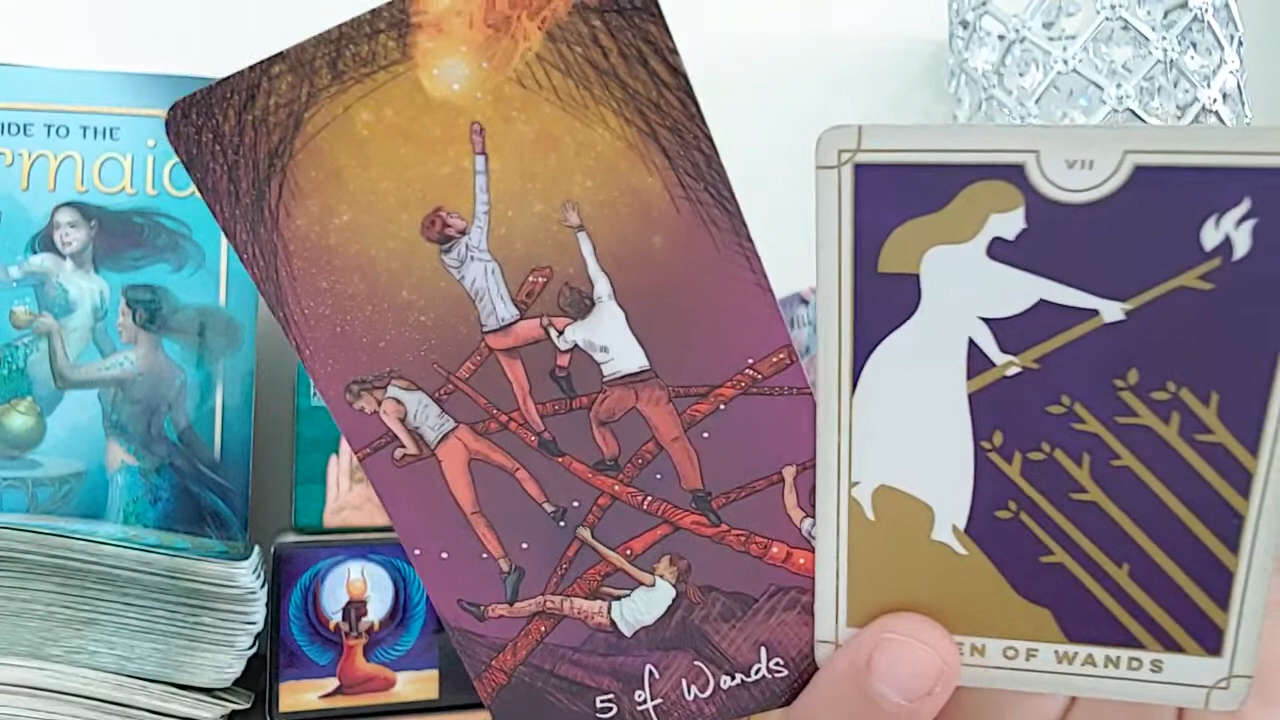 IDE TO THE
rmaid
5 of Wands
VII
EN OF WANDS